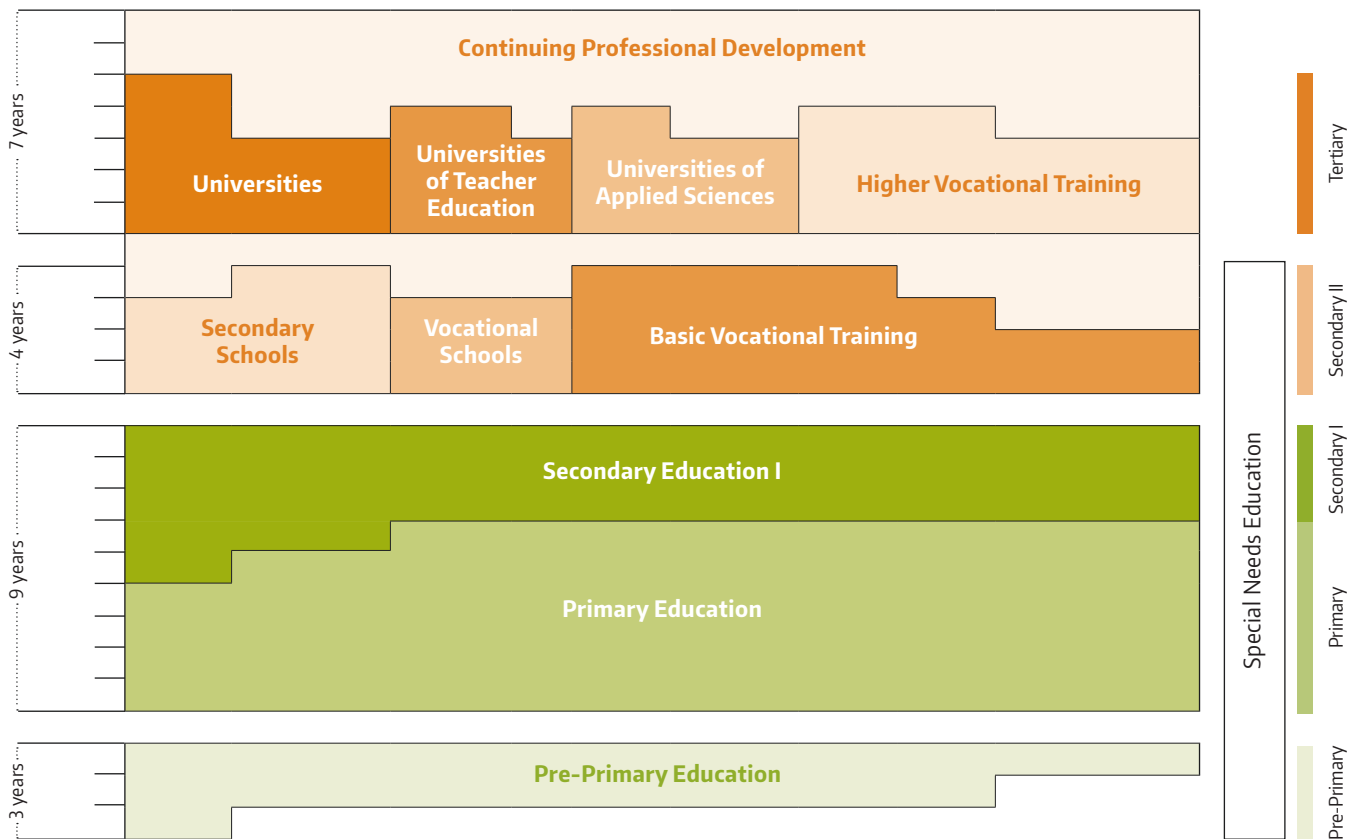 Continuing Professional Development
7 years
Universities
Universities
of Teacher
Education
Universities of
Applied Sciences
Higher Vocational Training
Tertiary
4 years
Secondary
Schools
Vocational
Schools
Basic Vocational Training
Secondary II
9 years
Secondary Education I
Primary Education
Special Needs Education
Secondary I
Primary
3 years
Pre-Primary Education
Pre-Primary